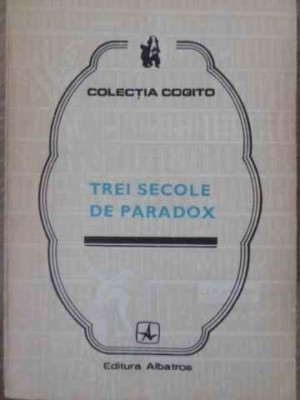 COLECȚIA COGITO
TREI SECOLE
DE PARADOX
Editura Albatros